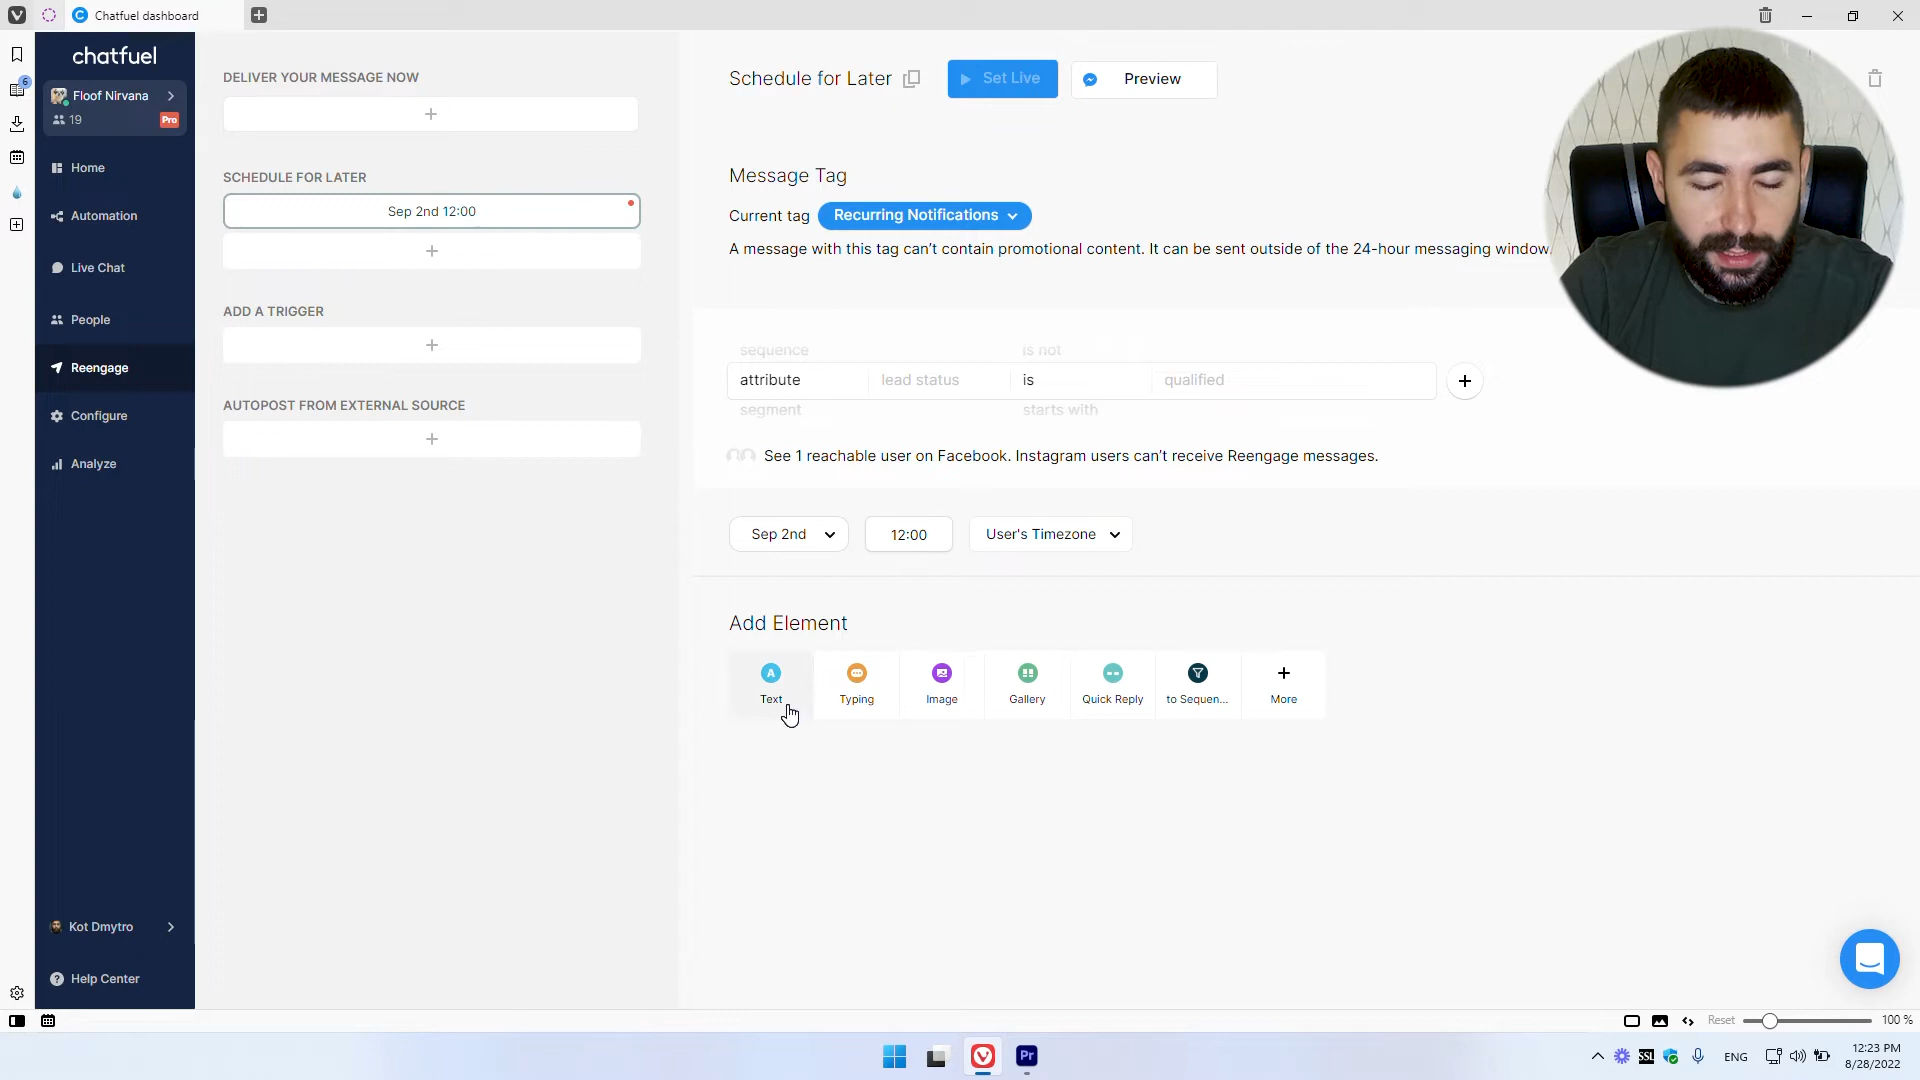 Chatfuel dashboard
chatfuel
Floof Nirvana
19
Pro
6
Home
Automation
Live Chat
People
Reengage
Configure
Analyze
Kot Dmytro
Help Center
DELIVER YOUR MESSAGE NOW
SCHEDULE FOR LATER
Sep 2nd 12:00
ADD A TRIGGER
AUTOPOST FROM EXTERNAL SOURCE
Schedule for Later
Set Live
Preview
Message Tag
Current tag
Recurring Notifications
A message with this tag can't contain promotional content. It can be sent outside of the 24-hour messaging window
sequence is not
attribute lead status is qualified
segment starts with
See 1 reachable user on Facebook. Instagram users can't receive Reengage messages.
Sep 2nd 12:00 User's Timezone
Add Element
A
Text Typing Image Gallery Quick Reply to Sequen... More
Reset 100 %
Pr
SSL
ENG
12:23 PM
8/28/2022